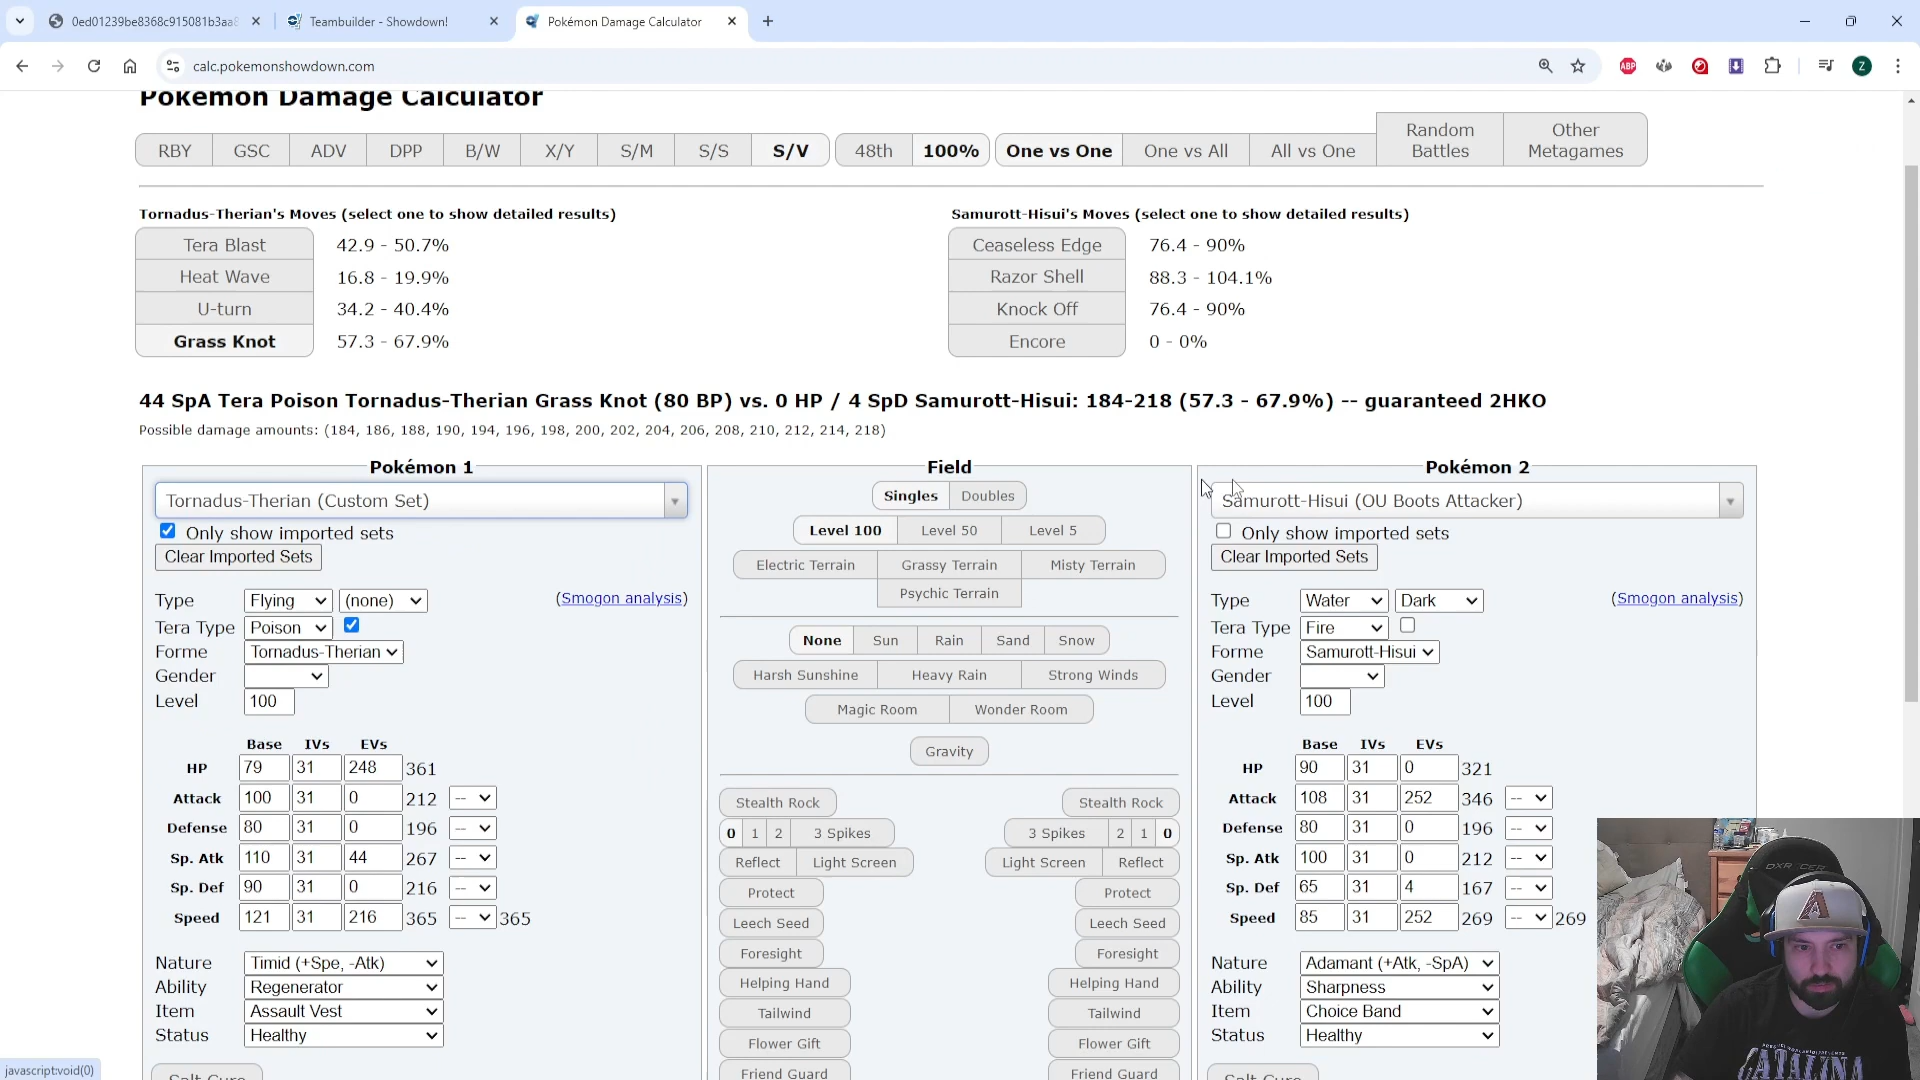 0ed01239be8368c915081b3aa8
Teambuilder - Showdown!
Pokémon Damage Calculator
calc.pokemonshowdown.com
ABP
Z
Pokémon Damage Calculator
RBY GSC ADV DPP B/W X/Y S/M S/S S/V 48th 100% One vs One One vs All All vs One Random Battles Other Metagames
Tornadus-Therian's Moves (select one to show detailed results)
Tera Blast 42.9 - 50.7%
Heat Wave 16.8 - 19.9%
U-turn 34.2 - 40.4%
Grass Knot 57.3 - 67.9%
Samurott-Hisui's Moves (select one to show detailed results)
Ceaseless Edge 76.4 - 90%
Razor Shell 88.3 - 104.1%
Knock Off 76.4 - 90%
Encore 0 - 0%
44 SpA Tera Poison Tornadus-Therian Grass Knot (80 BP) vs. 0 HP / 4 SpD Samurott-Hisui: 184-218 (57.3 - 67.9%) -- guaranteed 2HKO
Possible damage amounts: (184, 186, 188, 190, 194, 196, 198, 200, 202, 204, 206, 208, 210, 212, 214, 218)
Pokémon 1
Tornadus-Therian (Custom Set)
Only show imported sets
Clear Imported Sets
Type Flying (none) (Smogon analysis)
Tera Type Poison
Forme Tornadus-Therian
Gender
Level 100
Base IVs EVs
HP 79 31 248 361
Attack 100 31 0 212 --
Defense 80 31 0 196 --
Sp. Atk 110 31 44 267 --
Sp. Def 90 31 0 216 --
Speed 121 31 216 365 -- 365
Nature Timid (+Spe, -Atk)
Ability Regenerator
Item Assault Vest
Status Healthy
Salt Cure
Field
Singles Doubles
Level 100 Level 50 Level 5
Electric Terrain Grassy Terrain Misty Terrain
Psychic Terrain
None Sun Rain Sand Snow
Harsh Sunshine Heavy Rain Strong Winds
Magic Room Wonder Room
Gravity
Stealth Rock Stealth Rock
0 1 2 3 Spikes 3 Spikes 2 1 0
Reflect Light Screen Light Screen Reflect
Protect Protect
Leech Seed Leech Seed
Foresight Foresight
Helping Hand Helping Hand
Tailwind Tailwind
Flower Gift Flower Gift
Friend Guard Friend Guard
Pokémon 2
Samurott-Hisui (OU Boots Attacker)
Only show imported sets
Clear Imported Sets
Type Water Dark (Smogon analysis)
Tera Type Fire
Forme Samurott-Hisui
Gender
Level 100
Base IVs EVs
HP 90 31 0 321
Attack 108 31 252 346 --
Defense 80 31 0 196 --
Sp. Atk 100 31 0 212 --
Sp. Def 65 31 4 167 --
Speed 85 31 252 269 -- 269
Nature Adamant (+Atk, -SpA)
Ability Sharpness
Item Choice Band
Status Healthy
Salt Cure
javascript:void(0)
DXRACER
A
CATALINA